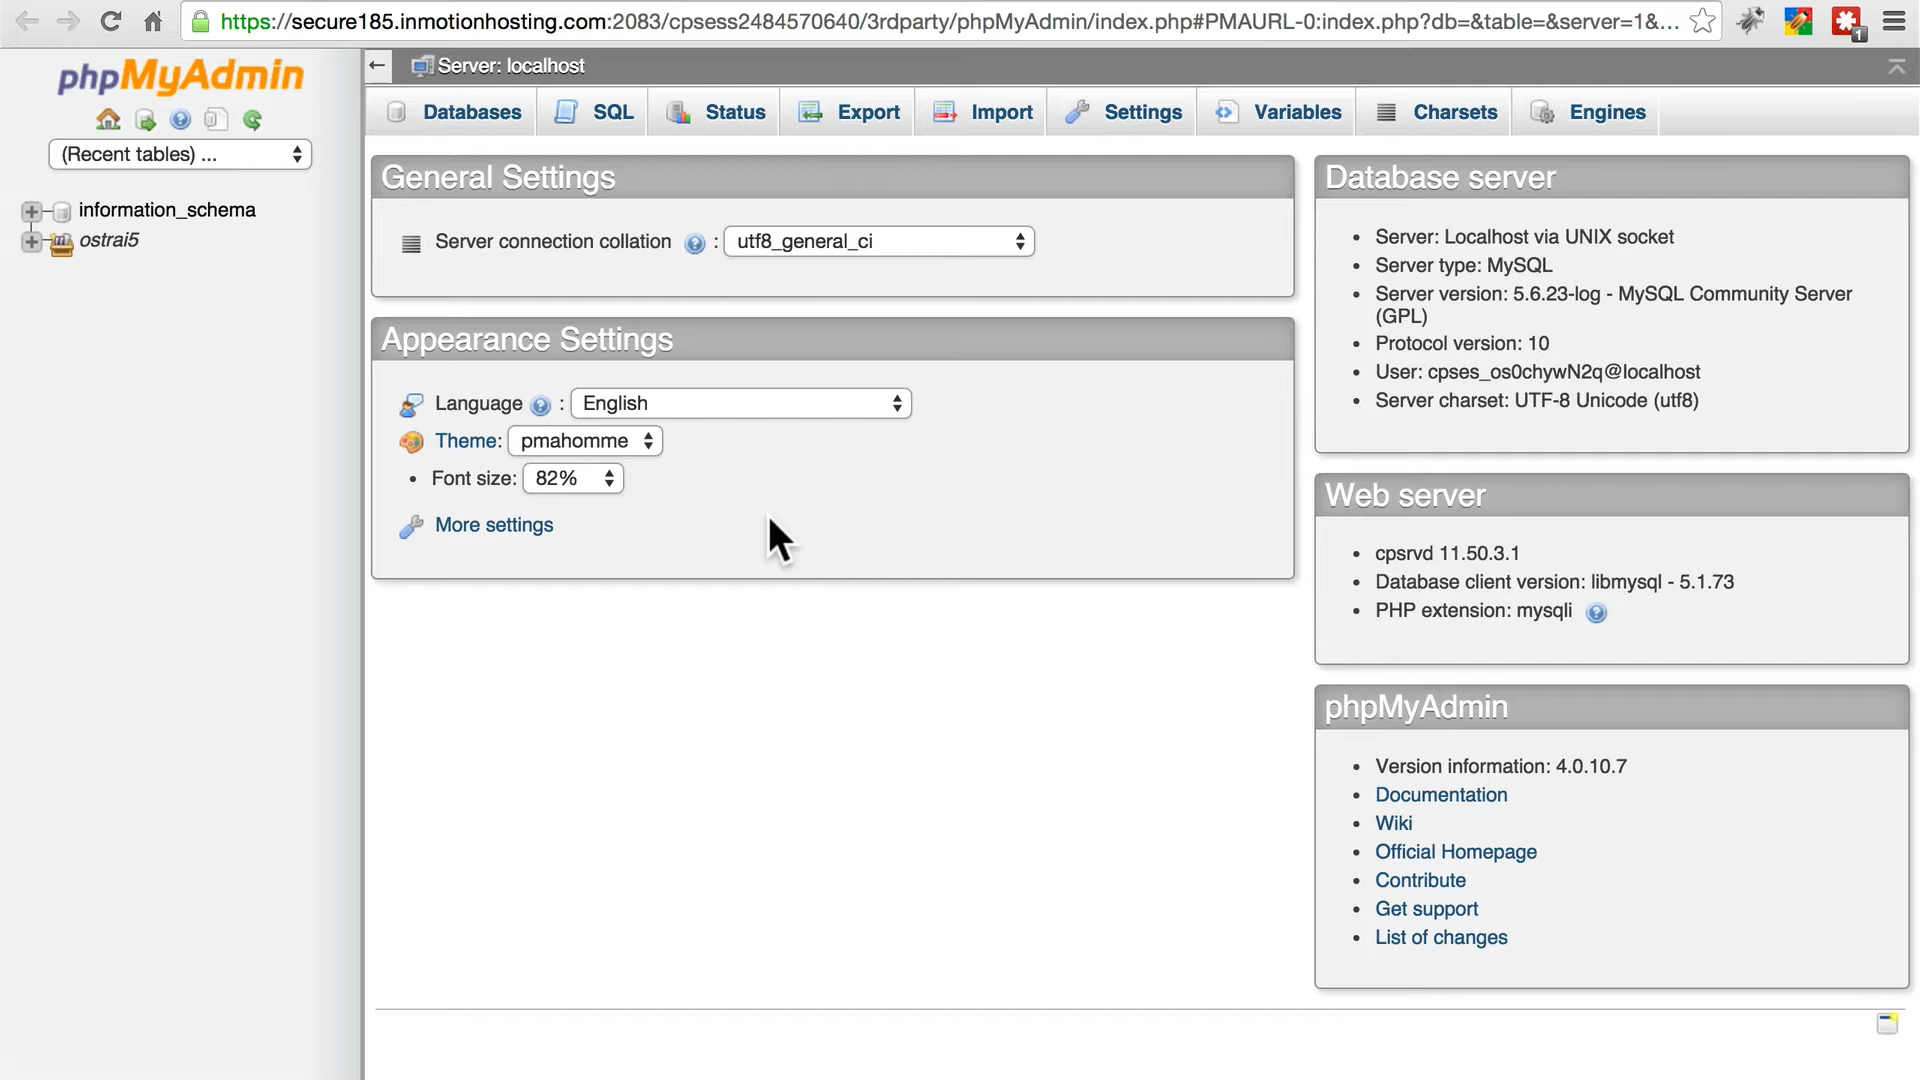 https://secure185.inmotionhosting.com:2083/cpsess2484570640/3rdparty/phpMyAdmin/index.php#PMAURL-0:index.php?db=&table=&server=1&...
1
phpMyAdmin
(Recent tables) ...
information_schema
ostrai5
Server: localhost
Databases
SQL
Status
Export
Import
Settings
Variables
Charsets
Engines
General Settings
Server connection collation : utf8_general_ci
Appearance Settings
Language : English
Theme: pmahomme
• Font size: 82%
More settings
Database server
• Server: Localhost via UNIX socket
• Server type: MySQL
• Server version: 5.6.23-log - MySQL Community Server
(GPL)
• Protocol version: 10
• User: cpses_os0chywN2q@localhost
• Server charset: UTF-8 Unicode (utf8)
Web server
• cpsrvd 11.50.3.1
• Database client version: libmysql - 5.1.73
• PHP extension: mysqli
phpMyAdmin
• Version information: 4.0.10.7
• Documentation
• Wiki
• Official Homepage
• Contribute
• Get support
• List of changes